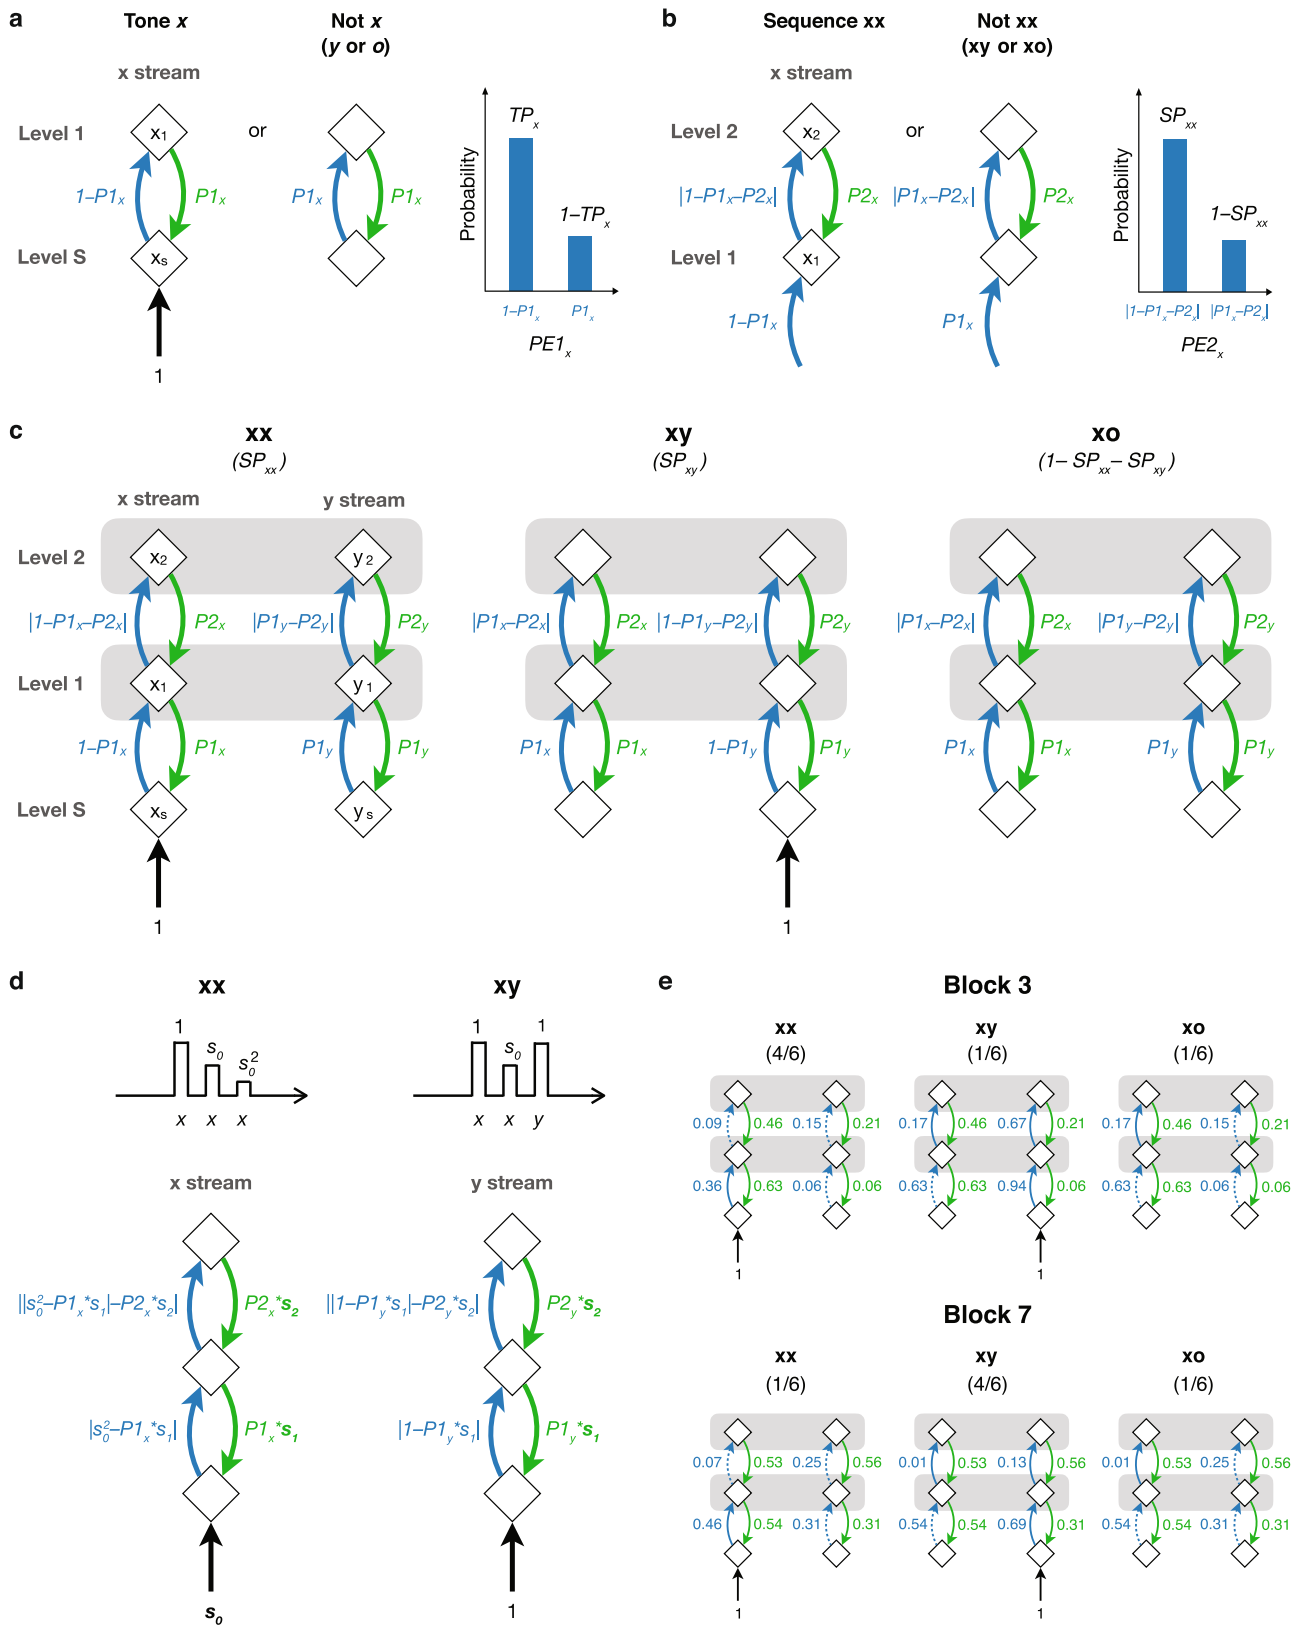 a
Tone x
Not x
(y or o)
x stream
Level 1
x1
or
1–P1x
P1x
P1x
P1x
Level S
xs
1
Probability
TPx
1–TPx
1–P1x
P1x
PE1x
b
Sequence xx
Not xx
(xy or xo)
x stream
Level 2
x2
or
|1–P1x–P2x|
P2x
|P1x–P2x|
P2x
Level 1
x1
1–P1x
P1x
Probability
SPxx
1–SPxx
|1–P1x–P2x|
|P1x–P2x|
PE2x
c
xx
(SPxx)
xy
(SPxy)
xo
(1– SPxx– SPxy)
x stream
y stream
Level 2
x2
y2
|1–P1x–P2x|
P2x
|P1y–P2y|
P2y
|P1x–P2x|
P2x
|1–P1y–P2y|
P2y
|P1x–P2x|
P2x
|P1y–P2y|
P2y
Level 1
x1
y1
1–P1x
P1x
P1y
P1y
P1x
P1x
1–P1y
P1y
P1x
P1x
P1y
P1y
Level S
xs
ys
1
1
d
xx
xy
1
s0
s0²
x
x
x
1
s0
1
x
x
y
x stream
y stream
||s0²–P1x*s1|–P2x*s2|
P2x*s2
||1–P1y*s1|–P2y*s2|
P2y*s2
|s0²–P1x*s1|
P1x*s1
|1–P1y*s1|
P1y*s1
s0
1
e
Block 3
xx
(4/6)
xy
(1/6)
xo
(1/6)
0.09
0.46
0.15
0.21
0.17
0.46
0.67
0.21
0.17
0.46
0.15
0.21
0.36
0.63
0.06
0.06
0.63
0.63
0.94
0.06
0.63
0.63
0.06
0.06
1
1
Block 7
xx
(1/6)
xy
(4/6)
xo
(1/6)
0.07
0.53
0.25
0.56
0.01
0.53
0.13
0.56
0.01
0.53
0.25
0.56
0.46
0.54
0.31
0.31
0.54
0.54
0.69
0.31
0.54
0.54
0.31
0.31
1
1